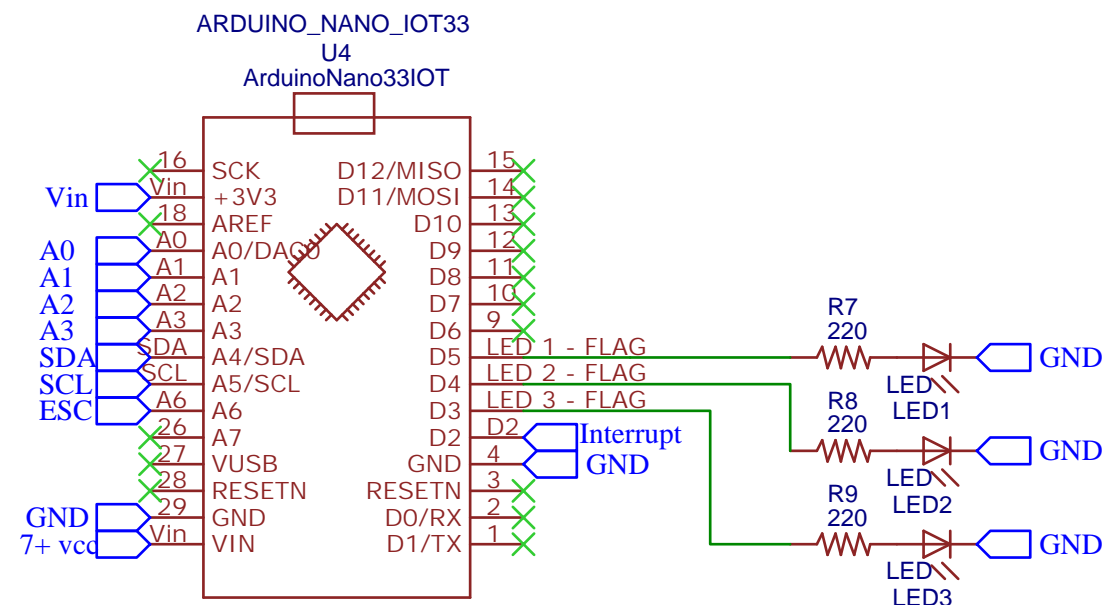 ARDUINO_NANO_IOT33
U4
ArduinoNano33IOT
16 SCK D12/MISO 15
Vin Vin +3V3 D11/MOSI 14
18 AREF D10 13
A0 A0 A0/DAC0 D9 12
A1 A1 A1 D8 11
A2 A2 A2 D7 10
A3 A3 A3 D6 9
SDA SDA A4/SDA D5 LED 1 - FLAG
SCL SCL A5/SCL D4 LED 2 - FLAG
ESC A6 A6 D3 LED 3 - FLAG
26 A7 D2 D2 Interrupt
27 VUSB GND 4 GND
28 RESETN RESETN 3
GND 29 GND D0/RX 2
7+ vcc Vin VIN D1/TX 1
R7
220
GND
LED
LED1
R8
220
GND
LED
LED2
R9
220
GND
LED
LED3